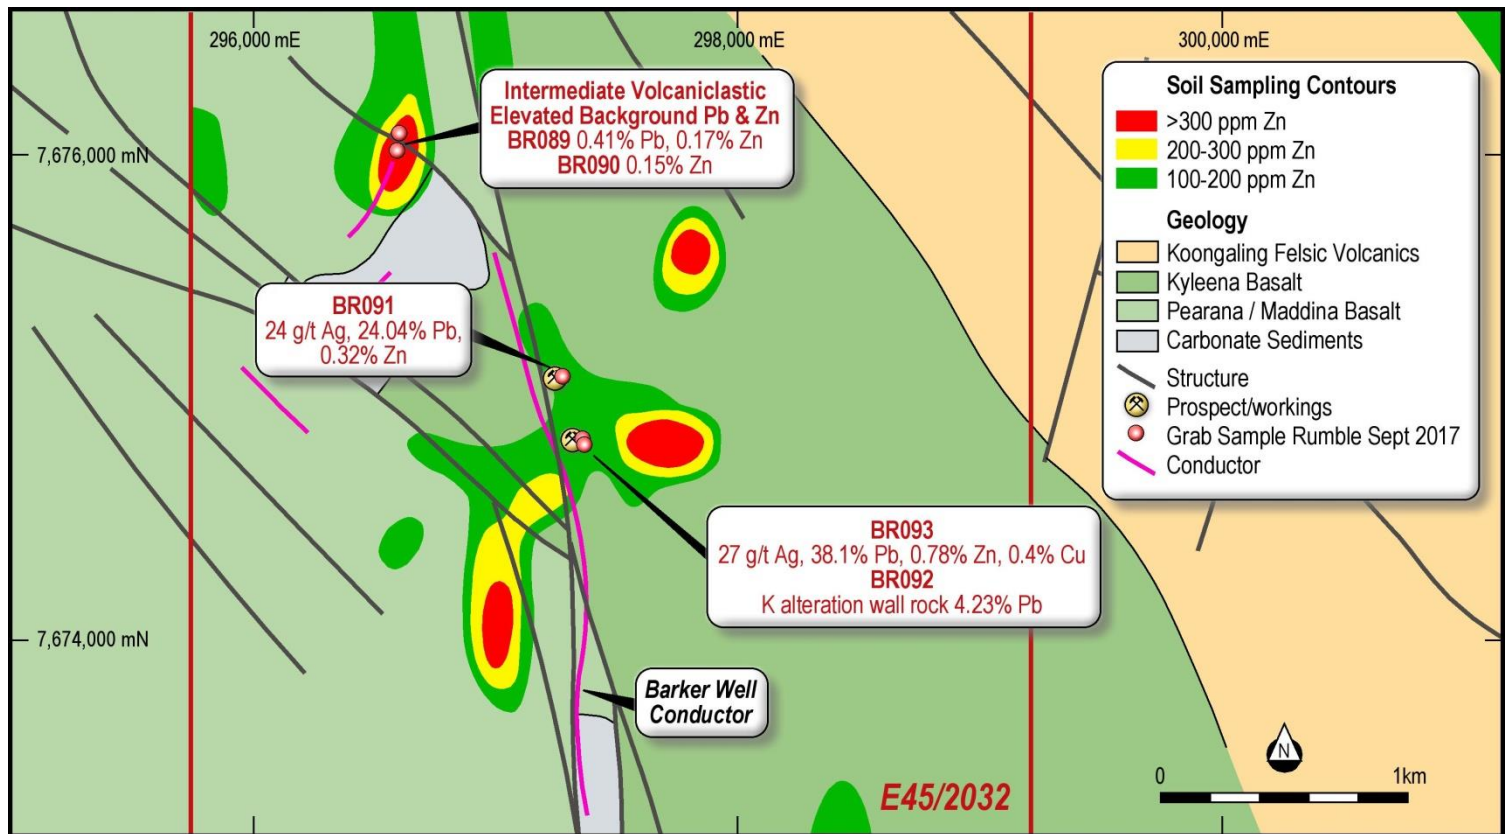 296,000 mE
298,000 mE
300,000 mE
7,676,000 mN
7,674,000 mN
Intermediate Volcaniclastic
Elevated Background Pb & Zn
BR089 0.41% Pb, 0.17% Zn
BR090 0.15% Zn
BR091
24 g/t Ag, 24.04% Pb,
0.32% Zn
BR093
27 g/t Ag, 38.1% Pb, 0.78% Zn, 0.4% Cu
BR092
K alteration wall rock 4.23% Pb
Barker Well
Conductor
Soil Sampling Contours
>300 ppm Zn
200-300 ppm Zn
100-200 ppm Zn
Geology
Koongaling Felsic Volcanics
Kyleena Basalt
Pearana / Maddina Basalt
Carbonate Sediments
Structure
Prospect/workings
Grab Sample Rumble Sept 2017
Conductor
E45/2032
N
0
1km